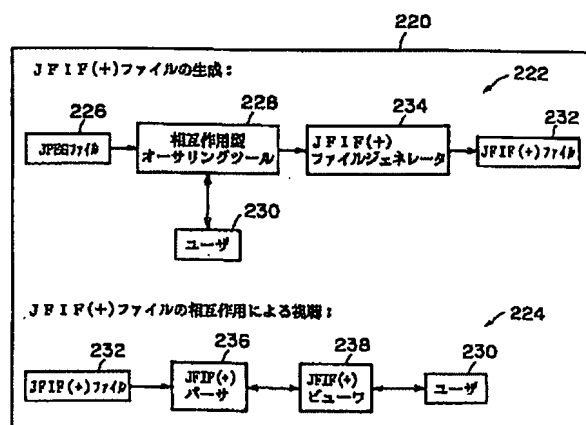 220
JFIF(+)ファイルの生成:
222
226
228
234
232
JPEGファイル
相互作用型
オーサリングツール
JFIF(+)
ファイルジェネレータ
JFIF(+)ファイル
230
ユーザ
JFIF(+)ファイルの相互作用による視聴:
224
232
236
238
230
JFIF(+)ファイル
JFIF(+)
パーサ
JFIF(+)
ビューワ
ユーザ